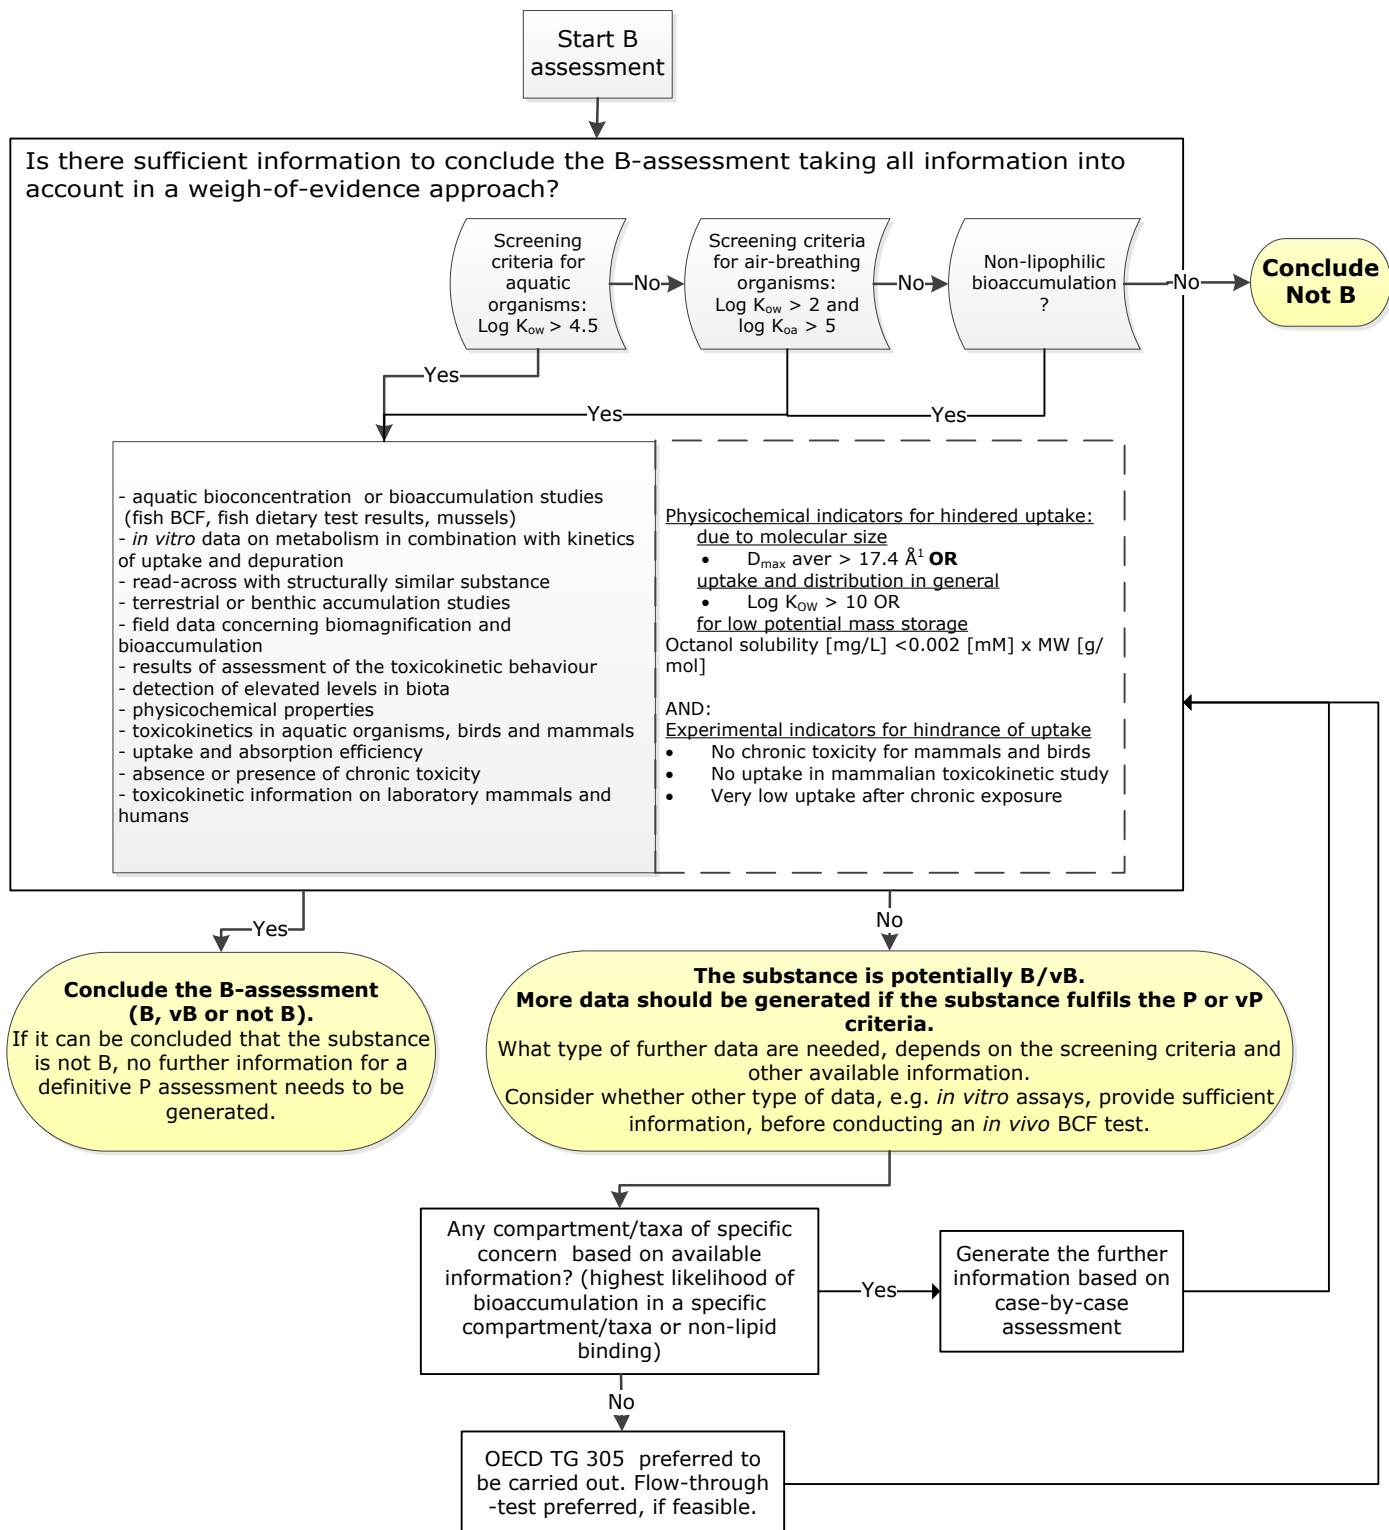 Start B
assessment
Is there sufficient information to conclude the B-assessment taking all information into
account in a weigh-of-evidence approach?
Screening
criteria for
aquatic
organisms:
Log Kow > 4.5
No
Screening criteria
for air-breathing
organisms:
Log Kow > 2 and
log Koa > 5
No
Non-lipophilic
bioaccumulation
?
No
Conclude
Not B
Yes
Yes
Yes
- aquatic bioconcentration or bioaccumulation studies
(fish BCF, fish dietary test results, mussels)
- in vitro data on metabolism in combination with kinetics
of uptake and depuration
- read-across with structurally similar substance
- terrestrial or benthic accumulation studies
- field data concerning biomagnification and
bioaccumulation
- results of assessment of the toxicokinetic behaviour
- detection of elevated levels in biota
- physicochemical properties
- toxicokinetics in aquatic organisms, birds and mammals
- uptake and absorption efficiency
- absence or presence of chronic toxicity
- toxicokinetic information on laboratory mammals and
humans
Physicochemical indicators for hindered uptake:
due to molecular size
• Dmax aver > 17.4 Å¹ OR
uptake and distribution in general
• Log KOW > 10 OR
for low potential mass storage
Octanol solubility [mg/L] <0.002 [mM] x MW [g/
mol]
AND:
Experimental indicators for hindrance of uptake
• No chronic toxicity for mammals and birds
• No uptake in mammalian toxicokinetic study
• Very low uptake after chronic exposure
Yes
No
Conclude the B-assessment
(B, vB or not B).
If it can be concluded that the substance
is not B, no further information for a
definitive P assessment needs to be
generated.
The substance is potentially B/vB.
More data should be generated if the substance fulfils the P or vP
criteria.
What type of further data are needed, depends on the screening criteria and
other available information.
Consider whether other type of data, e.g. in vitro assays, provide sufficient
information, before conducting an in vivo BCF test.
Any compartment/taxa of specific
concern based on available
information? (highest likelihood of
bioaccumulation in a specific
compartment/taxa or non-lipid
binding)
Yes
Generate the further
information based on
case-by-case
assessment
No
OECD TG 305 preferred to
be carried out. Flow-through
-test preferred, if feasible.